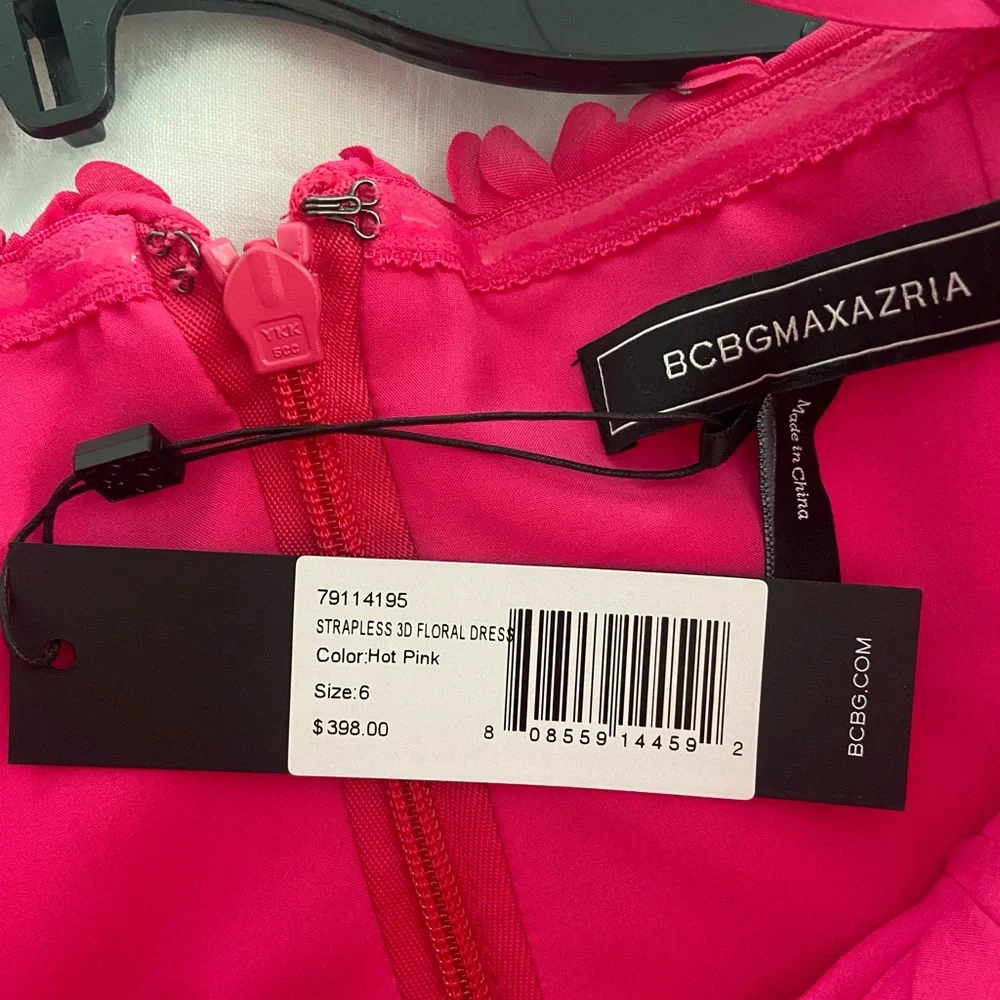 YKK
5CC
BCBGMAXAZRIA
Made in China
79114195
STRAPLESS 3D FLORAL DRESS
Color:Hot Pink
Size:6
$398.00
8 08559 14459 2
BCBG.COM